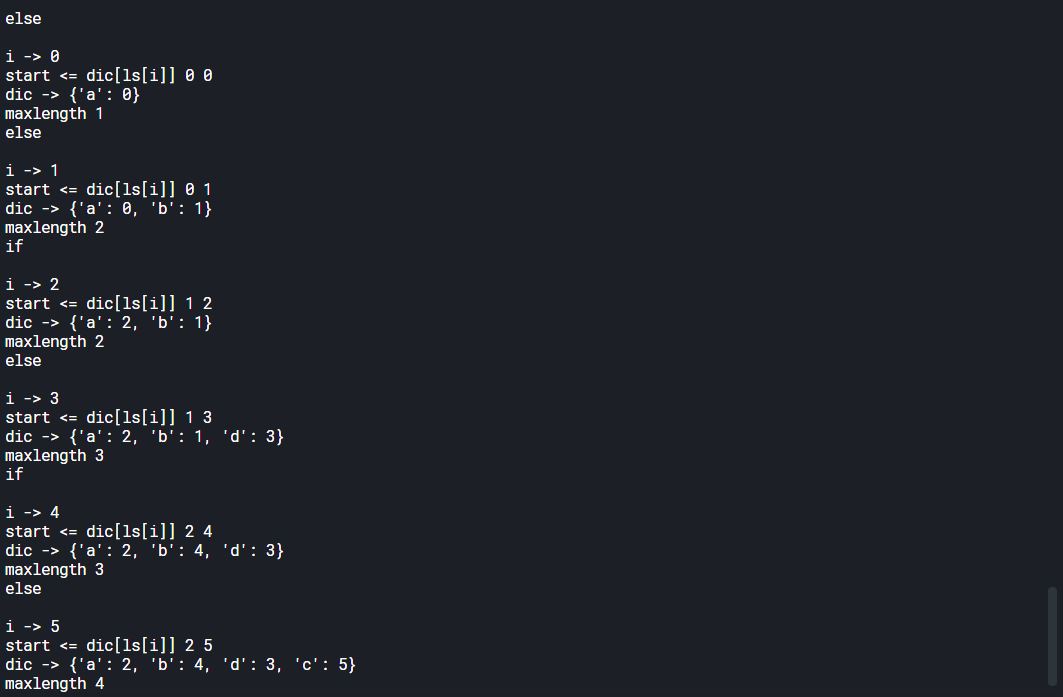 else
i -> 0
start <= dic[ls[i]] 0 0
dic -> {'a': 0}
maxlength 1
else
i -> 1
start <= dic[ls[i]] 0 1
dic -> {'a': 0, 'b': 1}
maxlength 2
if
i -> 2
start <= dic[ls[i]] 1 2
dic -> {'a': 2, 'b': 1}
maxlength 2
else
i -> 3
start <= dic[ls[i]] 1 3
dic -> {'a': 2, 'b': 1, 'd': 3}
maxlength 3
if
i -> 4
start <= dic[ls[i]] 2 4
dic -> {'a': 2, 'b': 4, 'd': 3}
maxlength 3
else
i -> 5
start <= dic[ls[i]] 2 5
dic -> {'a': 2, 'b': 4, 'd': 3, 'c': 5}
maxlength 4